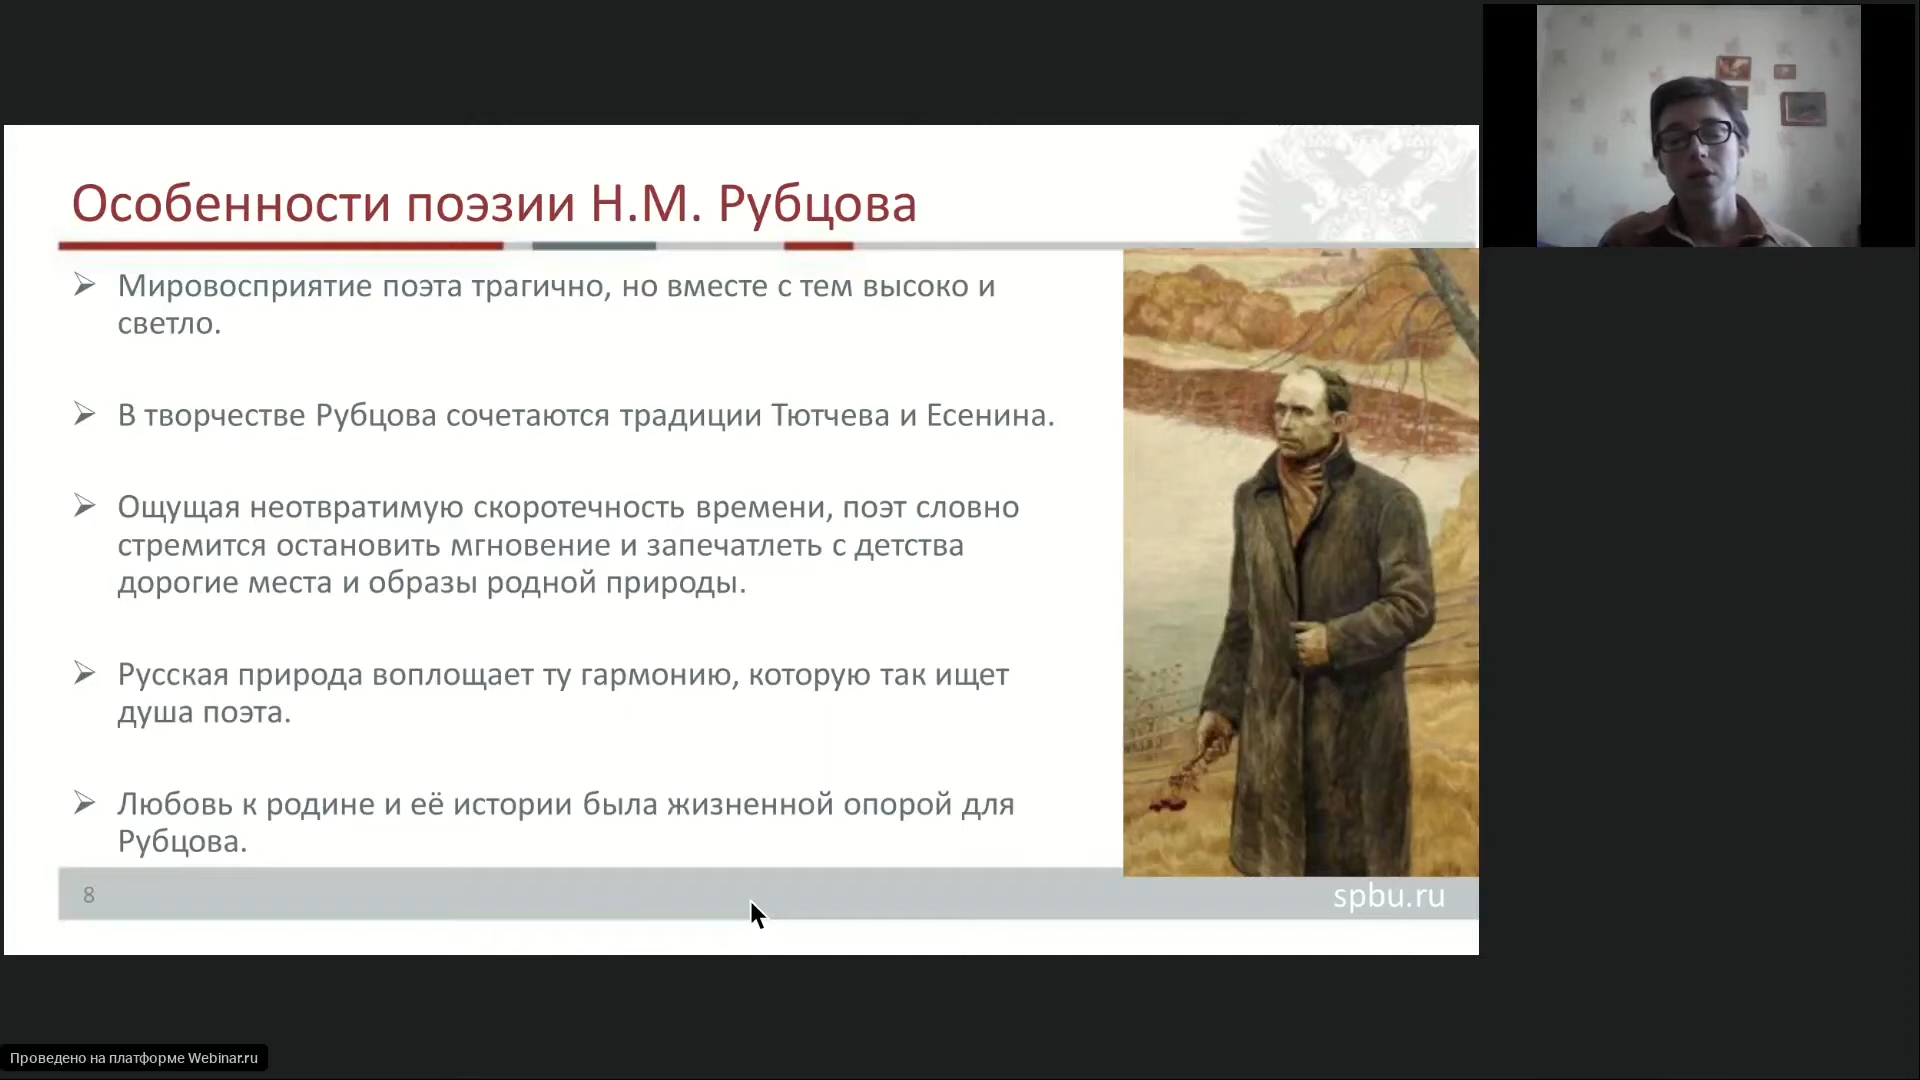 Особенности поэзии Н.М. Рубцова
Мировосприятие поэта трагично, но вместе с тем высоко и
светло.
В творчестве Рубцова сочетаются традиции Тютчева и Есенина.
Ощущая неотвратимую скоротечность времени, поэт словно
стремится остановить мгновение и запечатлеть с детства
дорогие места и образы родной природы.
Русская природа воплощает ту гармонию, которую так ищет
душа поэта.
Любовь к родине и её истории была жизненной опорой для
Рубцова.
8
spbu.ru
Проведено на платформе Webinar.ru